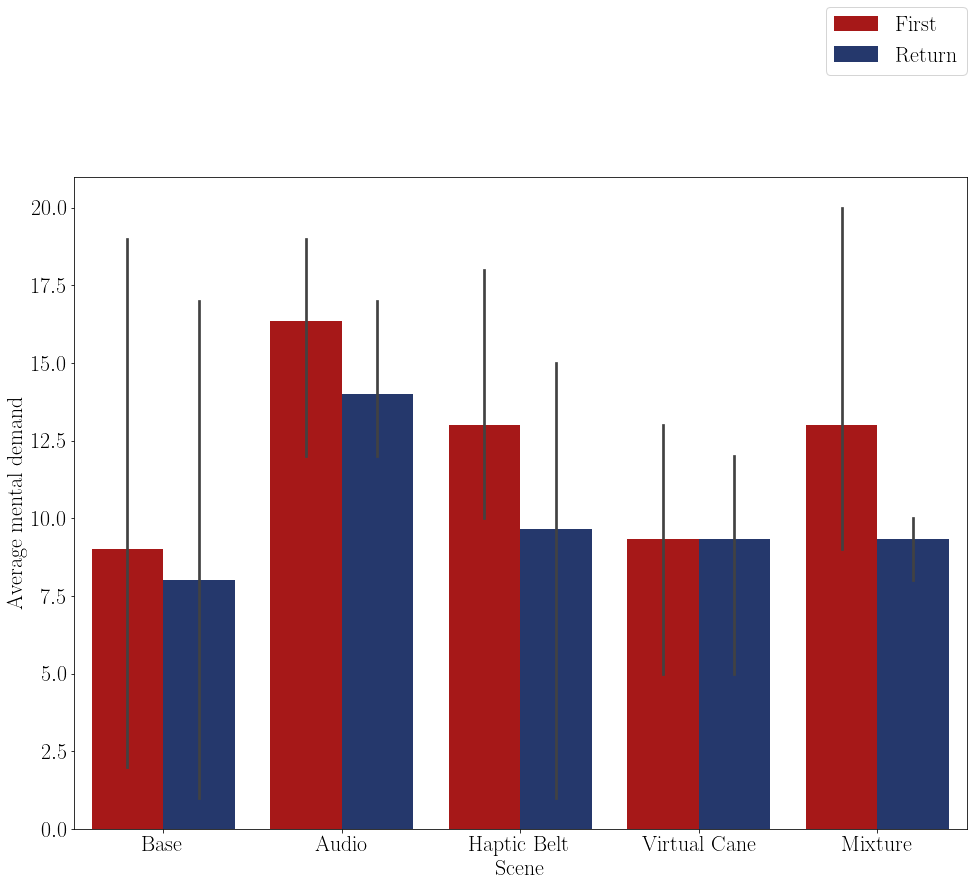 First
Return
20.0
17.5
15.0
12.5
10.0
7.5
5.0
2.5
0.0
Average mental demand
Base
Audio
Haptic Belt
Virtual Cane
Mixture
Scene